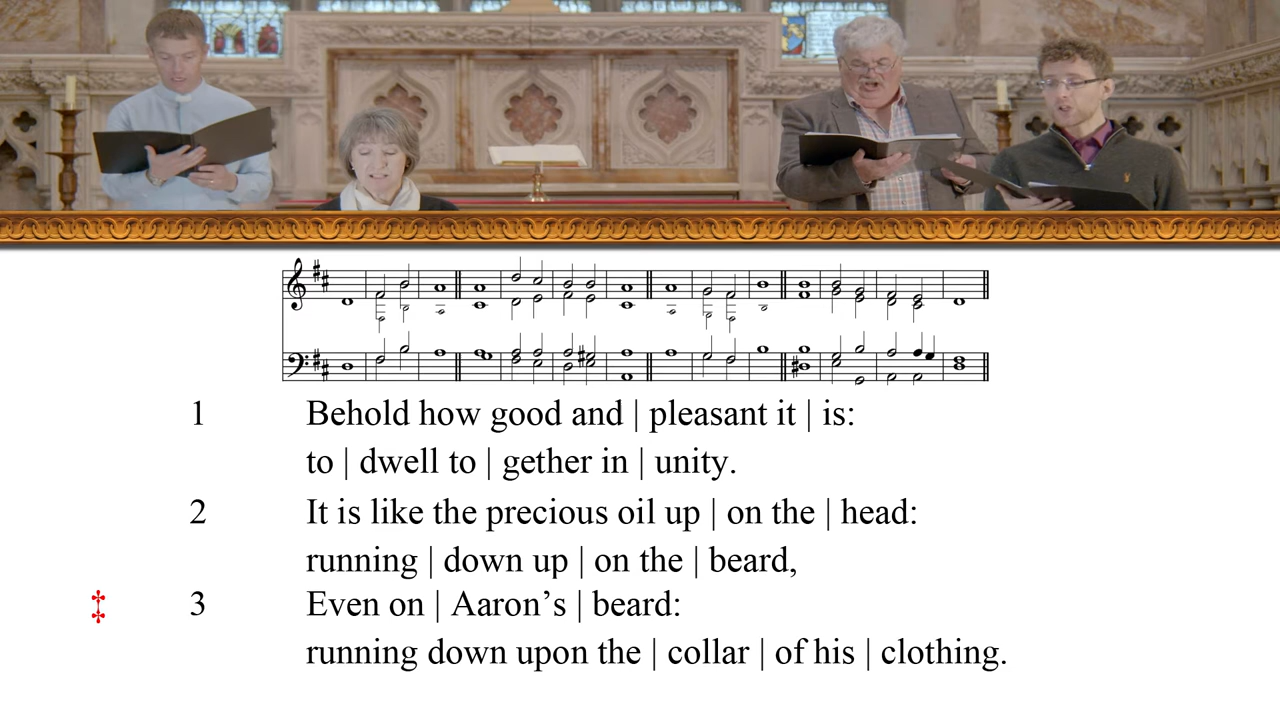 1 Behold how good and | pleasant it | is:
to | dwell to | gether in | unity.
2 It is like the precious oil up | on the | head:
running | down up | on the | beard,
‡ 3 Even on | Aaron’s | beard:
running down upon the | collar | of his | clothing.